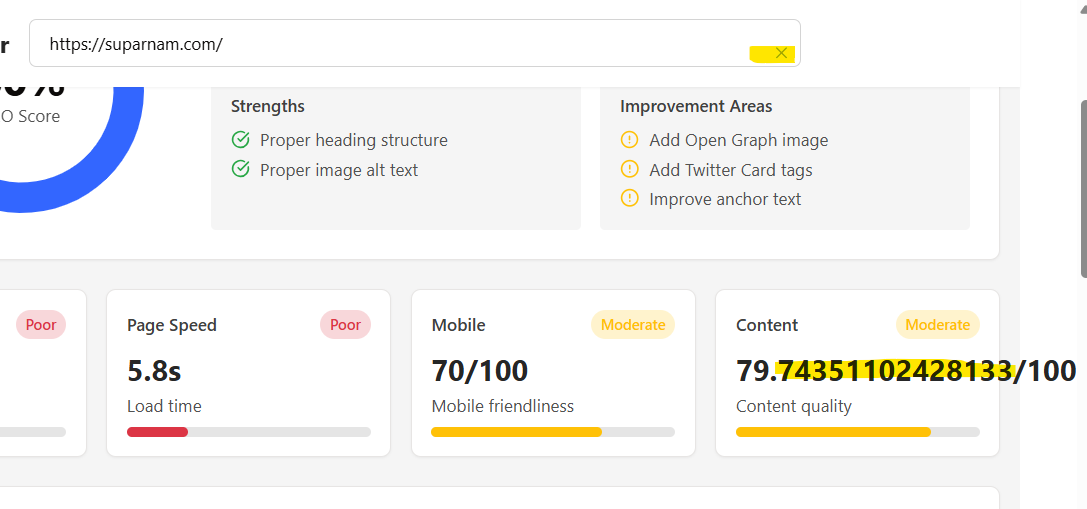 r
https://suparnam.com/
O Score
Strengths
Proper heading structure
Proper image alt text
Improvement Areas
Add Open Graph image
Add Twitter Card tags
Improve anchor text
Poor
Page Speed
Poor
5.8s
Load time
Mobile
Moderate
70/100
Mobile friendliness
Content
Moderate
79.74351102428133/100
Content quality